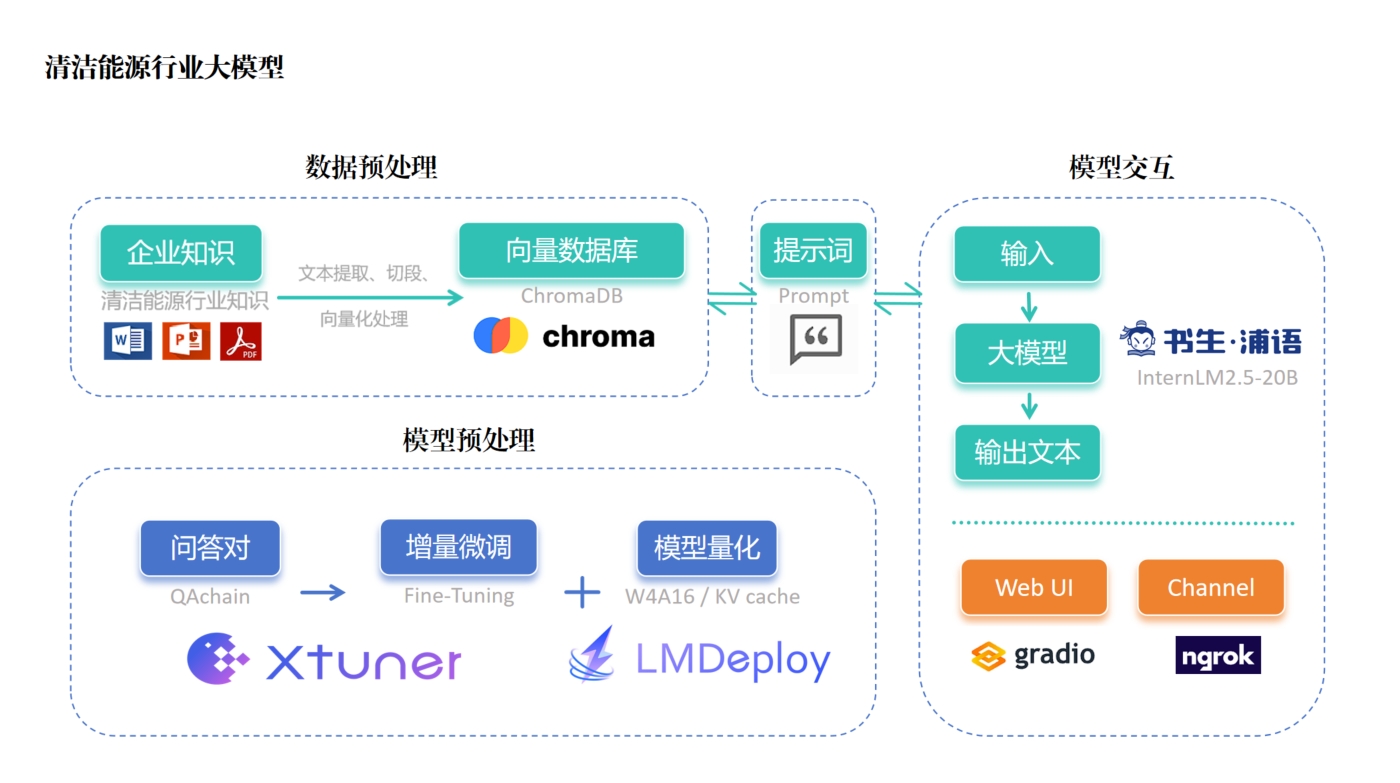 清洁能源行业大模型
数据预处理
企业知识
清洁能源行业知识
W
P
PDF
文本提取、切段、
向量化处理
向量数据库
ChromaDB
chroma
提示词
Prompt
模型交互
输入
大模型
书生·浦语
InternLM2.5-20B
输出文本
Web UI
gradio
Channel
ngrok
模型预处理
问答对
QAchain
增量微调
Fine-Tuning
模型量化
W4A16 / KV cache
Xtuner
LMDeploy